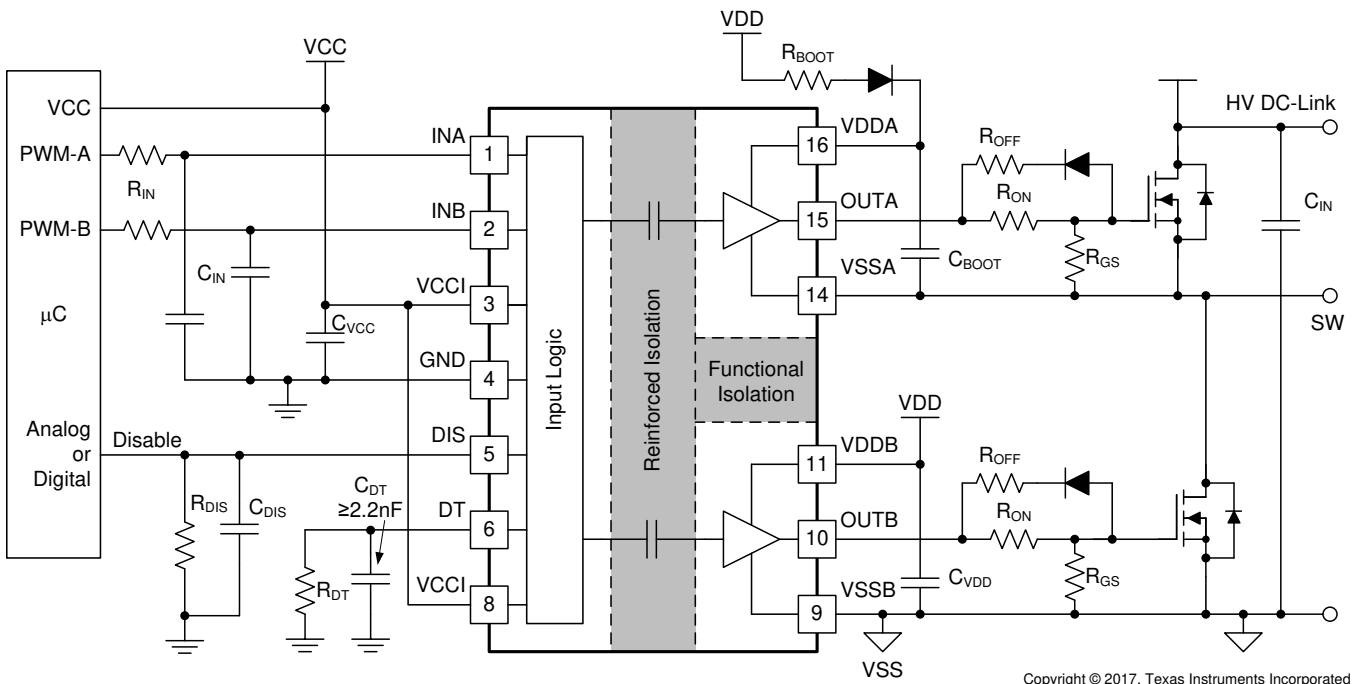 VDD
RBOOT
VCC
HV DC-Link
VCC
VDDA
INA
16
ROFF
PWM-A
1
RIN
OUTA
RON
CIN
INB
15
PWM-B
2
CIN
VSSA
CBOOT
RGS
VCCI
14
3
μC
CVCC
SW
GND
4
Input Logic
Reinforced Isolation
Functional
Isolation
VDD
Analog
or
Digital
Disable
DIS
5
VDDB
11
ROFF
CDT
≥2.2nF
RDIS
CDIS
DT
6
OUTB
10
RON
RDT
VCCI
8
VSSB
9
CVDD
RGS
VSS
Copyright © 2017, Texas Instruments Incorporated